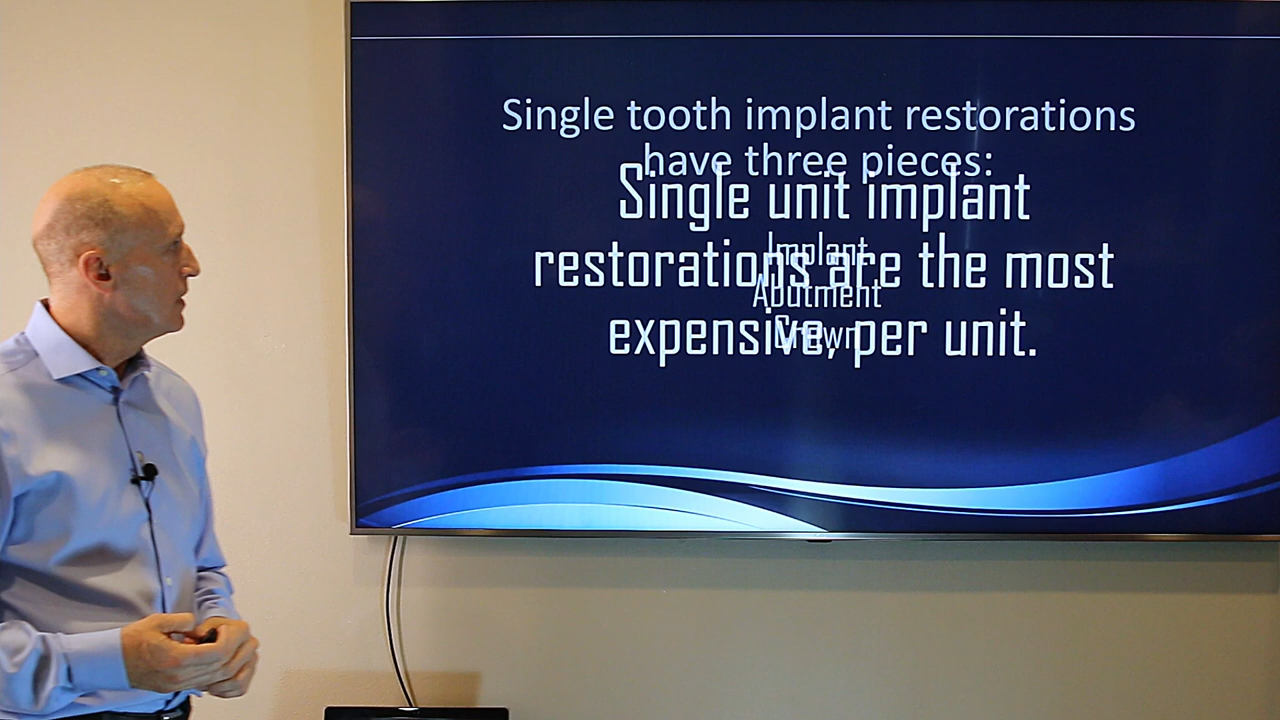 Single tooth implant restorations
have three pieces:
Single unit implant
restorations are the most
expensive, per unit.
Implant
Abutment
Crown